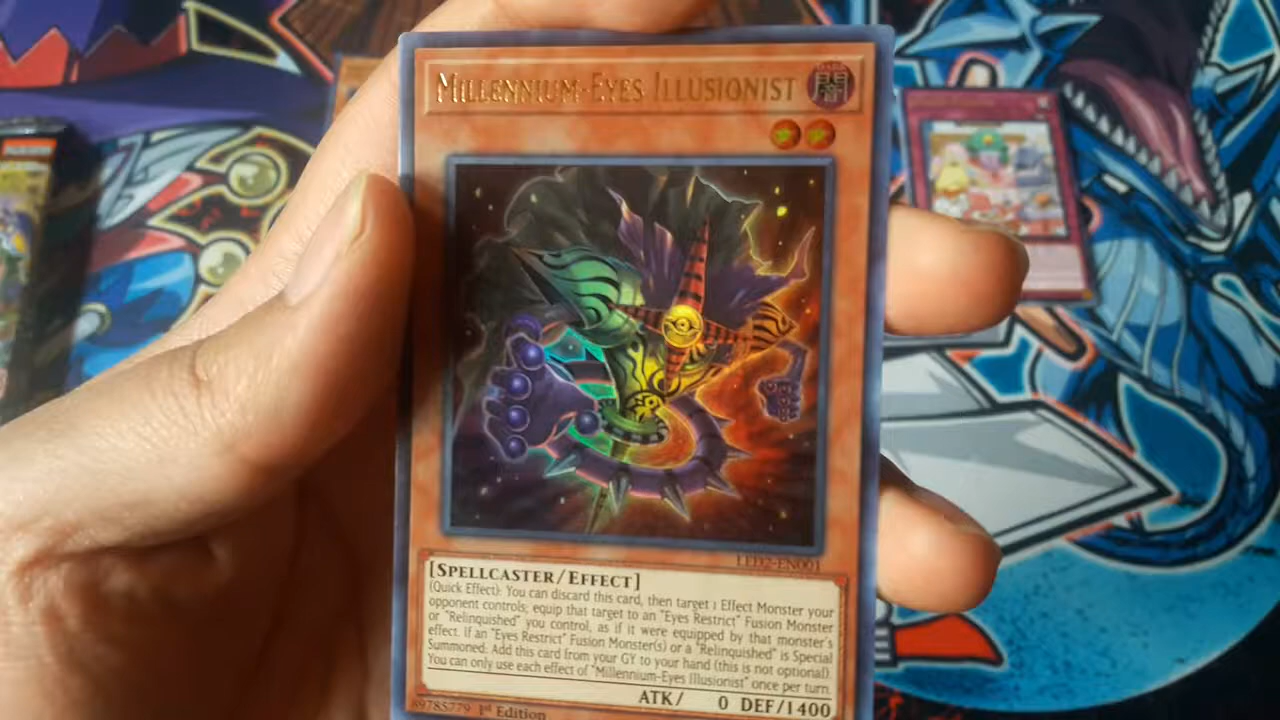 MILLENNIUM-EYES ILLUSIONIST
DARK
闇
LED2-EN001
[SPELLCASTER/EFFECT]
(Quick Effect): You can discard this card, then target 1 Effect Monster your
opponent controls; equip that target to an "Eyes Restrict" Fusion Monster
or "Relinquished" you control, as if it were equipped by that monster's
effect. If an "Eyes Restrict" Fusion Monster(s) or a "Relinquished" is Special
Summoned: Add this card from your GY to your hand (this is not optional).
You can only use each effect of "Millennium-Eyes Illusionist" once per turn.
ATK/ 0 DEF/1400
69785779 1st Edition